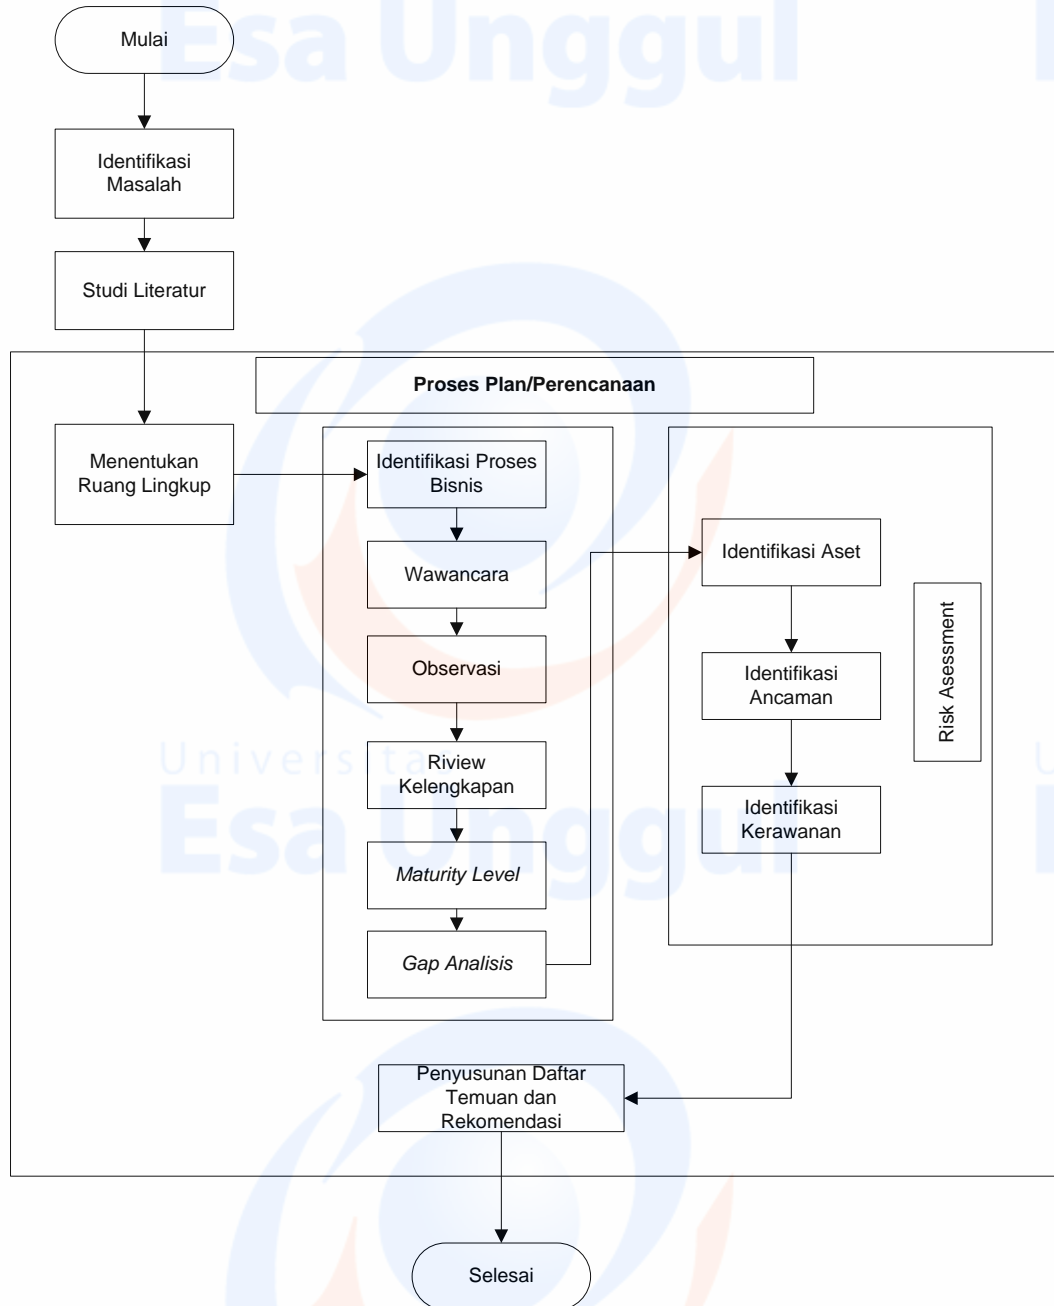 Esa Unggul
Mulai
Identifikasi
Masalah
Studi Literatur
Proses Plan/Perencanaan
Menentukan
Ruang Lingkup
Identifikasi Proses
Bisnis
Wawancara
Observasi
Riview
Kelengkapan
Maturity Level
Gap Analisis
Identifikasi Aset
Identifikasi
Ancaman
Identifikasi
Kerawanan
Risk Asessment
Universitas
Esa Unggul
Penyusunan Daftar
Temuan dan
Rekomendasi
Selesai